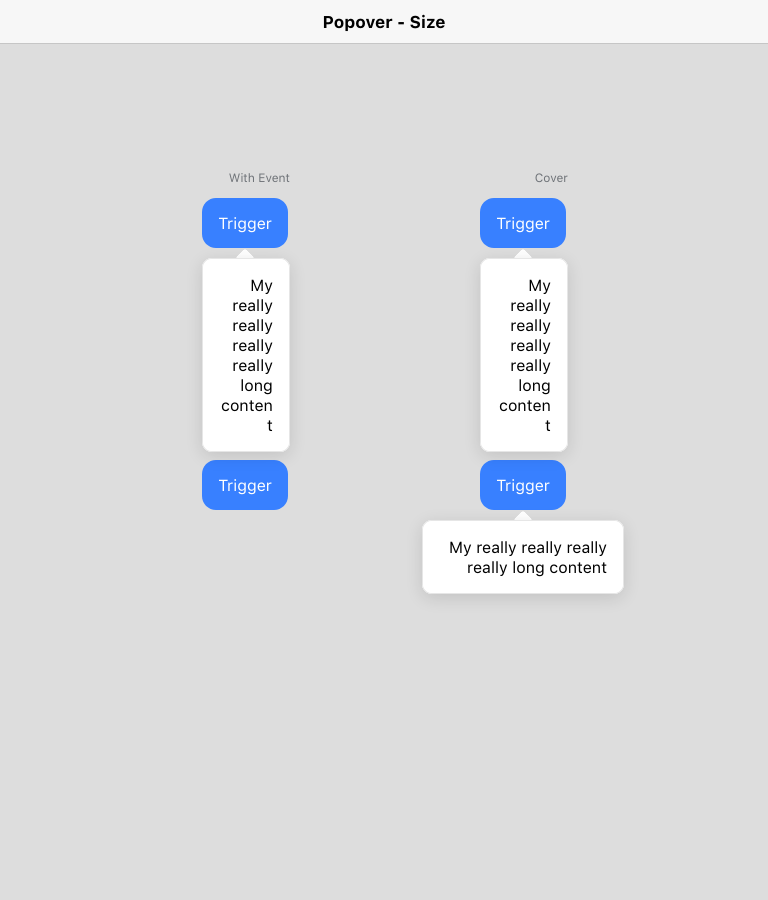 Popover - Size
With Event
Trigger
My
really
really
really
really
long
conten
t
Trigger
Cover
Trigger
My
really
really
really
really
long
conten
t
Trigger
My really really really
really long content